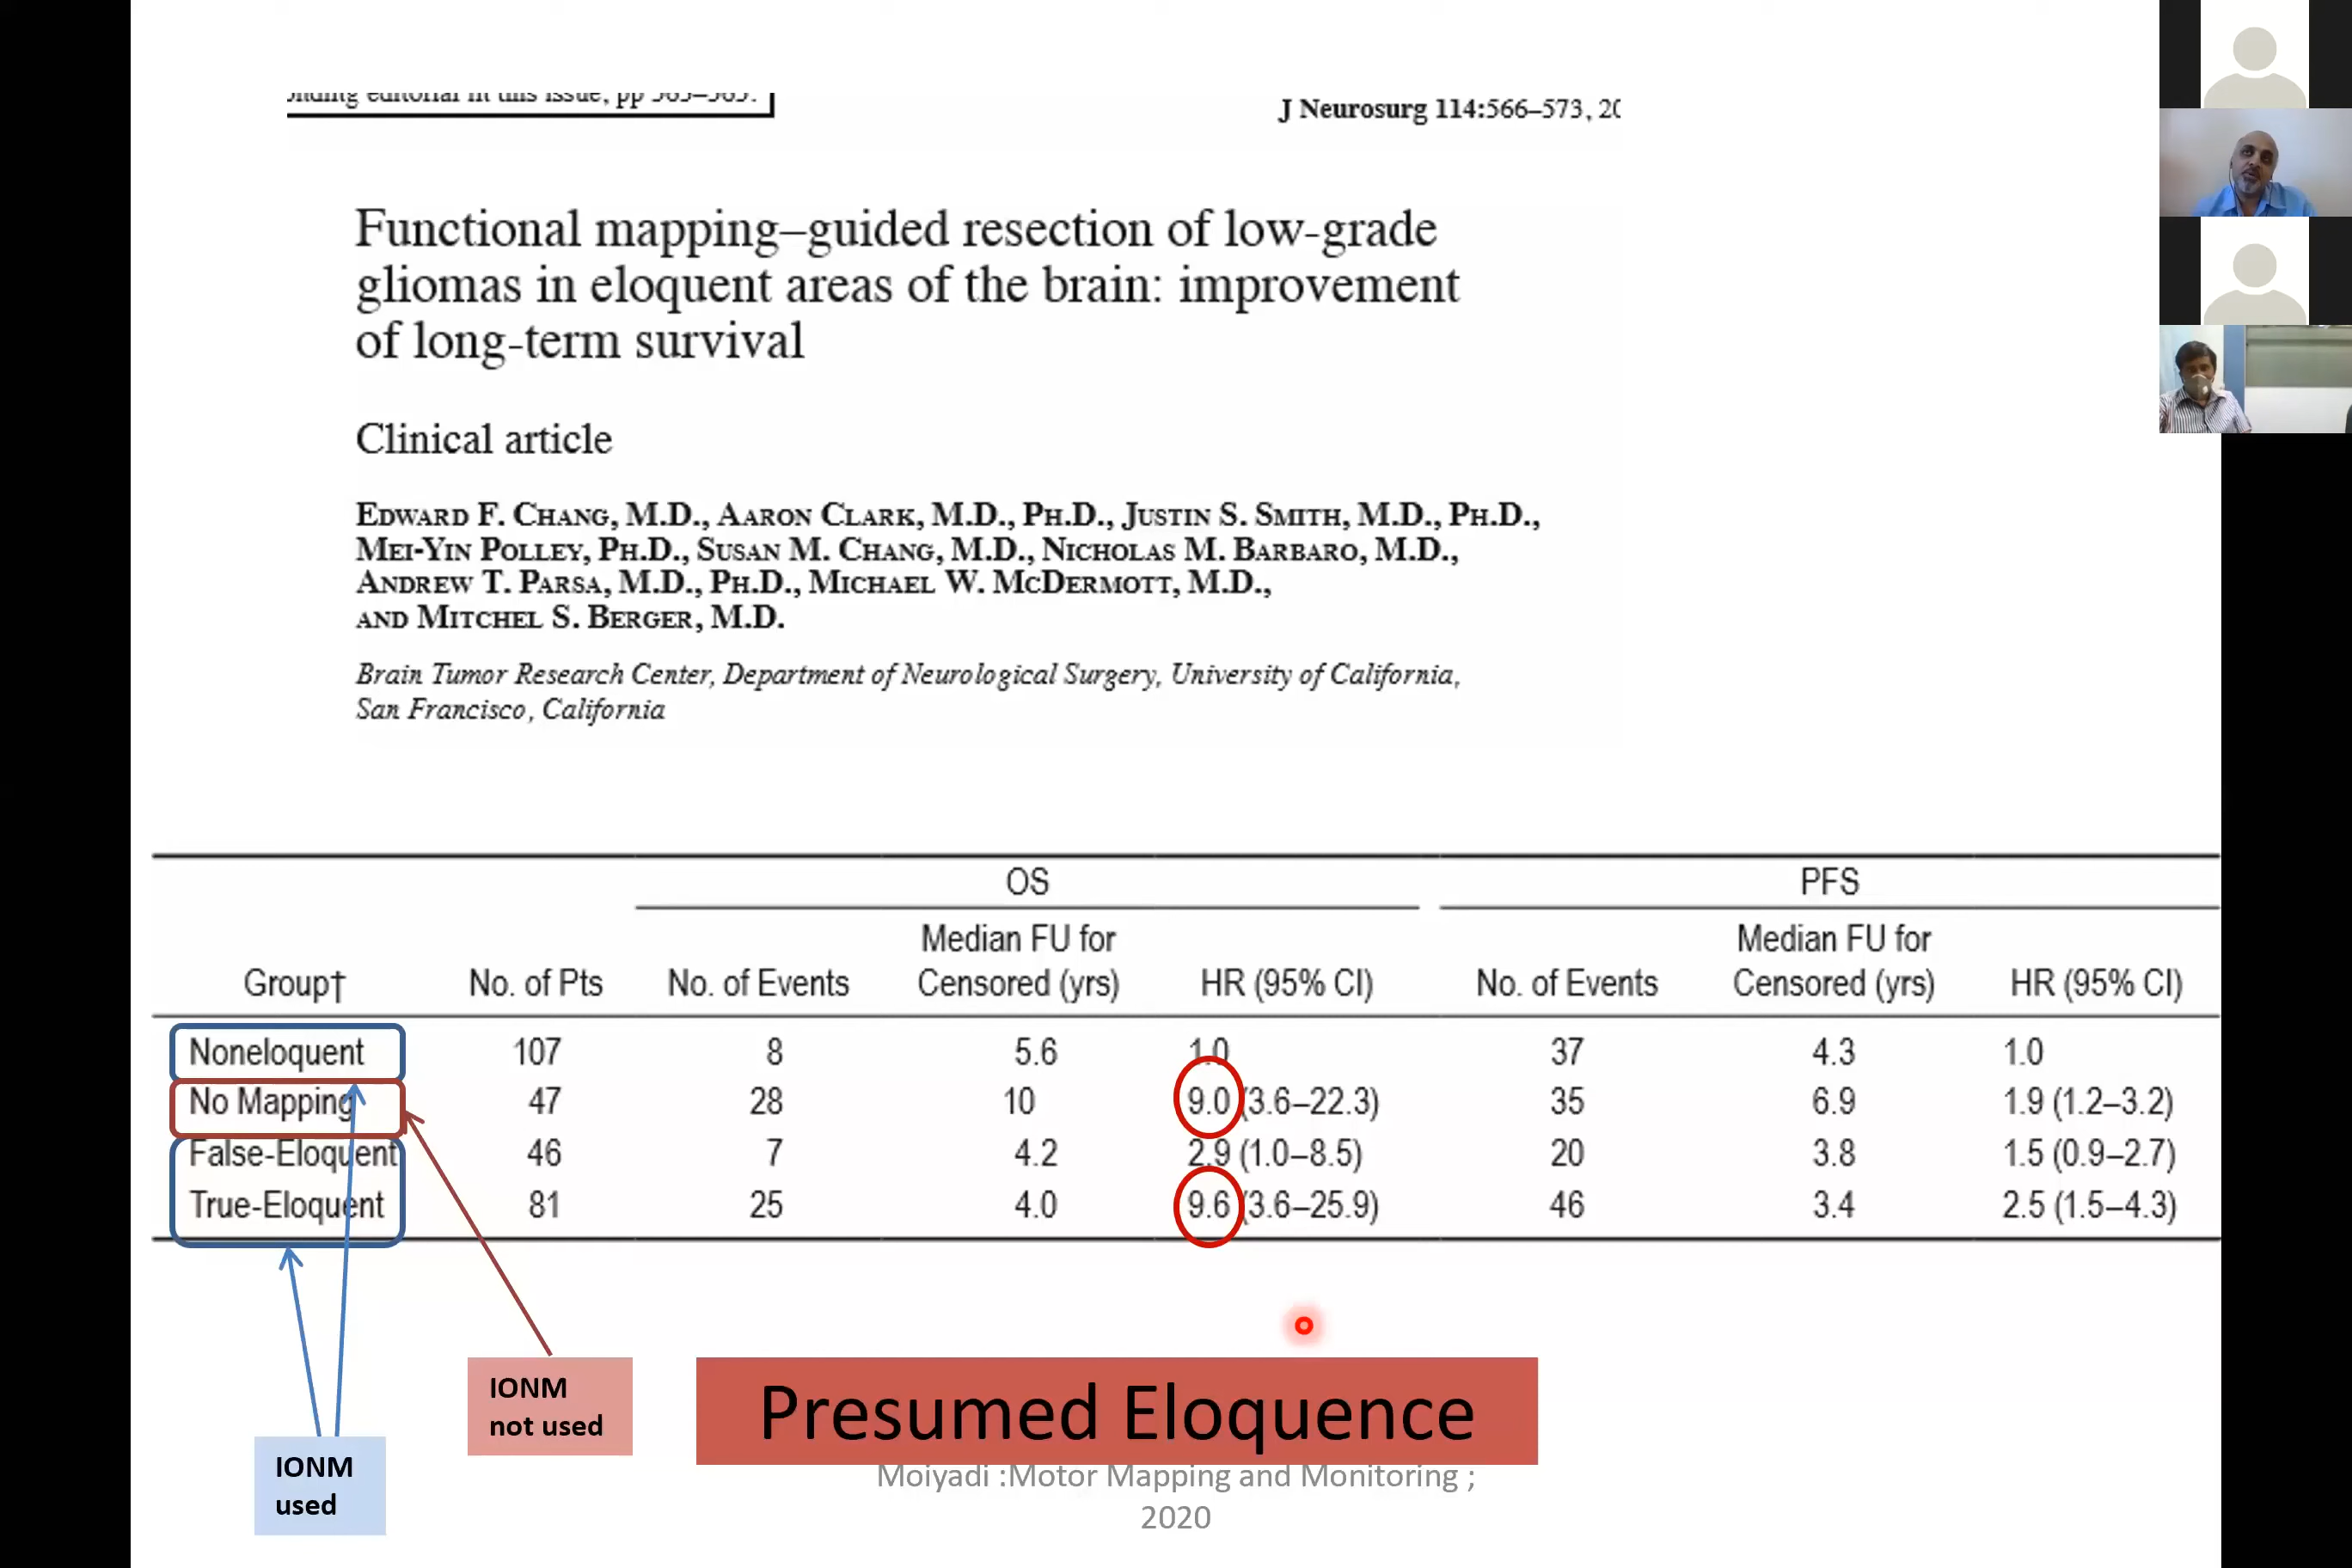 J Neurosurg 114:566–573, 20
Functional mapping–guided resection of low-grade
gliomas in eloquent areas of the brain: improvement
of long-term survival
Clinical article
EDWARD F. CHANG, M.D., AARON CLARK, M.D., PH.D., JUSTIN S. SMITH, M.D., PH.D.,
MEI-YIN POLLEY, PH.D., SUSAN M. CHANG, M.D., NICHOLAS M. BARBARO, M.D.,
ANDREW T. PARSA, M.D., PH.D., MICHAEL W. MCDERMOTT, M.D.,
AND MITCHEL S. BERGER, M.D.
Brain Tumor Research Center, Department of Neurological Surgery, University of California,
San Francisco, California
OS PFS
Median FU for Median FU for
Group† No. of Pts No. of Events Censored (yrs) HR (95% CI) No. of Events Censored (yrs) HR (95% CI)
Noneloquent 107 8 5.6 1.0 37 4.3 1.0
No Mapping 47 28 10 9.0 (3.6–22.3) 35 6.9 1.9 (1.2–3.2)
False-Eloquent 46 7 4.2 2.9 (1.0–8.5) 20 3.8 1.5 (0.9–2.7)
True-Eloquent 81 25 4.0 9.6 (3.6–25.9) 46 3.4 2.5 (1.5–4.3)
IONM
not used
Presumed Eloquence
IONM
used
Moiyadi :Motor Mapping and Monitoring ;
2020